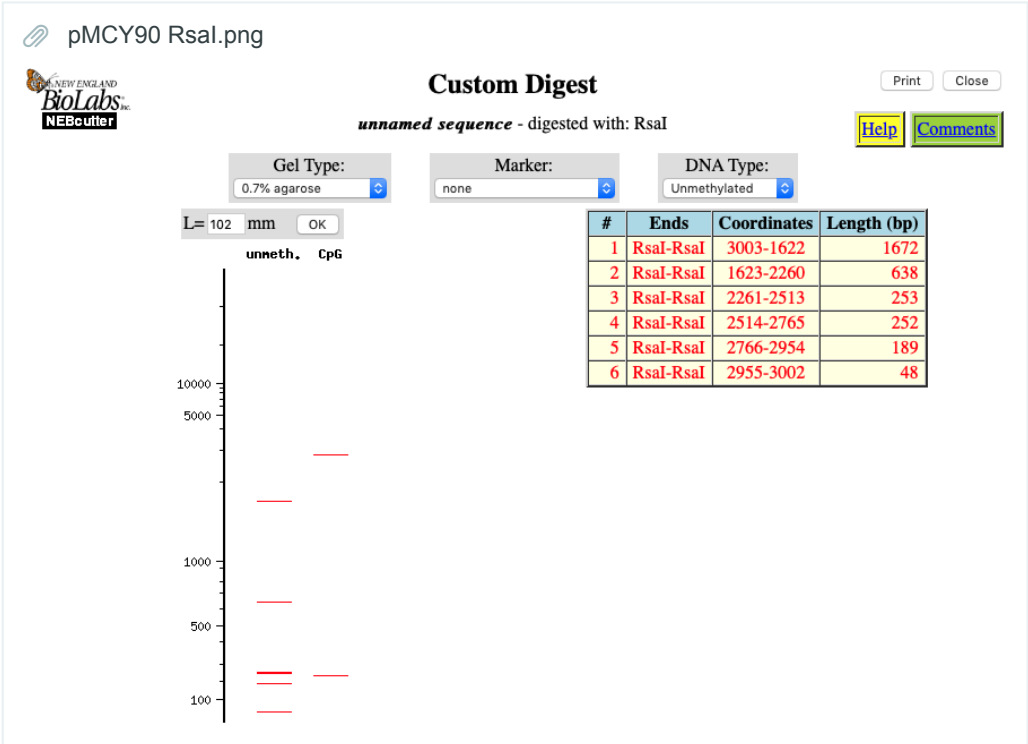 pMCY90 RsaI.png
NEW ENGLAND
BioLabs Inc.
NEBcutter
Custom Digest
Print Close
unnamed sequence - digested with: RsaI
Help Comments
Gel Type: Marker: DNA Type:
0.7% agarose none Unmethylated
L= 102 mm OK
unmeth. CpG
# Ends Coordinates Length (bp)
1 RsaI-RsaI 3003-1622 1672
2 RsaI-RsaI 1623-2260 638
3 RsaI-RsaI 2261-2513 253
4 RsaI-RsaI 2514-2765 252
5 RsaI-RsaI 2766-2954 189
6 RsaI-RsaI 2955-3002 48
10000
5000
1000
500
100